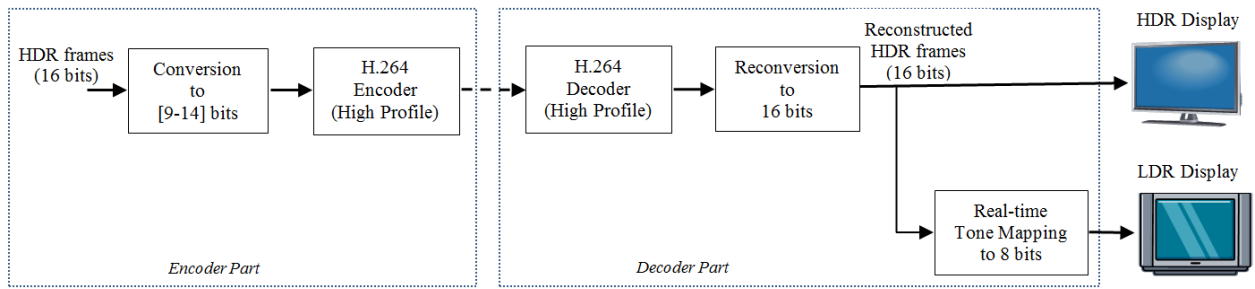 HDR frames
(16 bits)
Conversion
to
[9-14] bits
H.264
Encoder
(High Profile)
Encoder Part
H.264
Decoder
(High Profile)
Reconversion
to
16 bits
Reconstructed
HDR frames
(16 bits)
Real-time
Tone Mapping
to 8 bits
Decoder Part
HDR Display
LDR Display